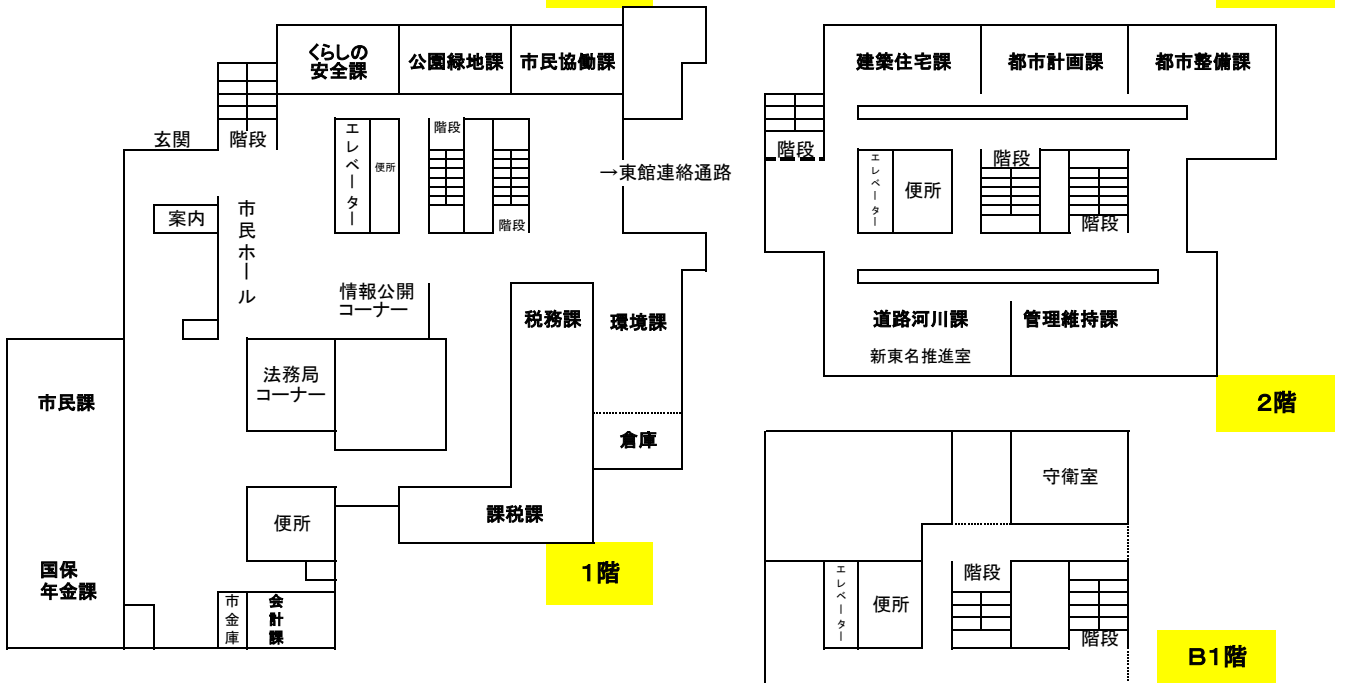 くらしの
安全課
公園緑地課
市民協働課
玄関
階段
エレベーター
便所
階段
階段
→東館連絡通路
案内
市民ホール
情報公開
コーナー
税務課
環境課
法務局
コーナー
市民課
倉庫
便所
課税課
国保
年金課
市金庫
会計課
1階
建築住宅課
都市計画課
都市整備課
階段
エレベーター
便所
階段
階段
道路河川課
管理維持課
新東名推進室
2階
守衛室
エレベーター
便所
階段
階段
B1階